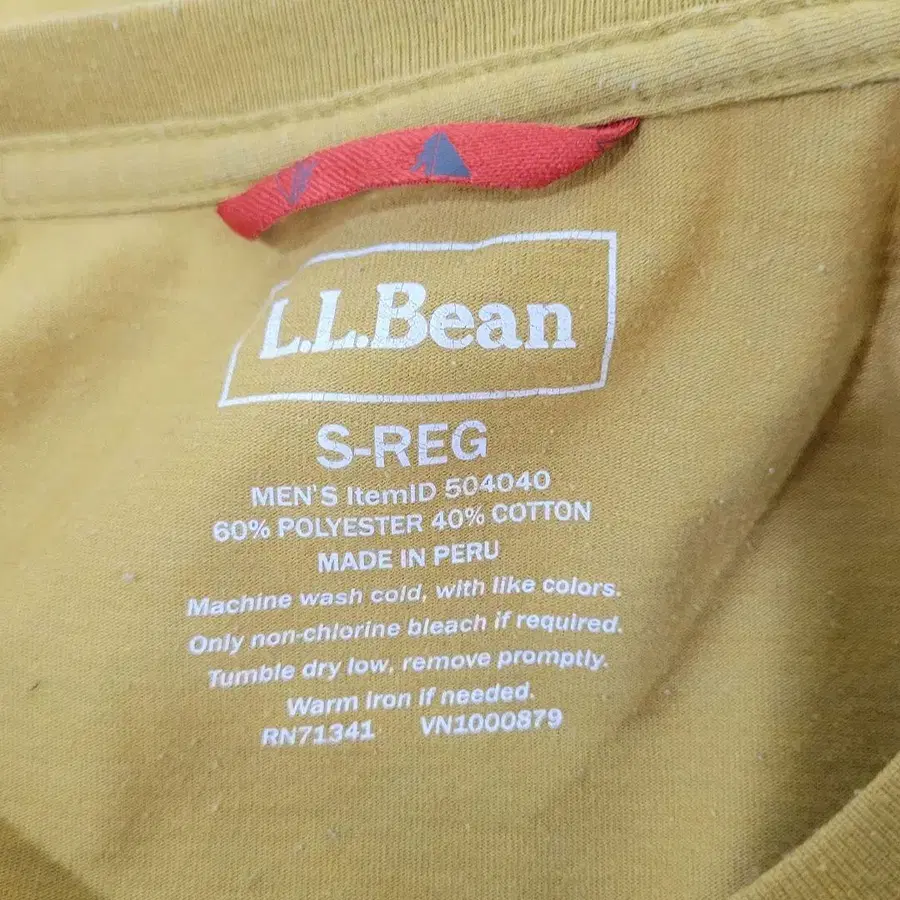 L.L.Bean
S-REG
MEN'S ItemID 504040
60% POLYESTER 40% COTTON
MADE IN PERU
Machine wash cold, with like colors.
Only non-chlorine bleach if required.
Tumble dry low, remove promptly.
Warm iron if needed.
RN71341 VN1000879